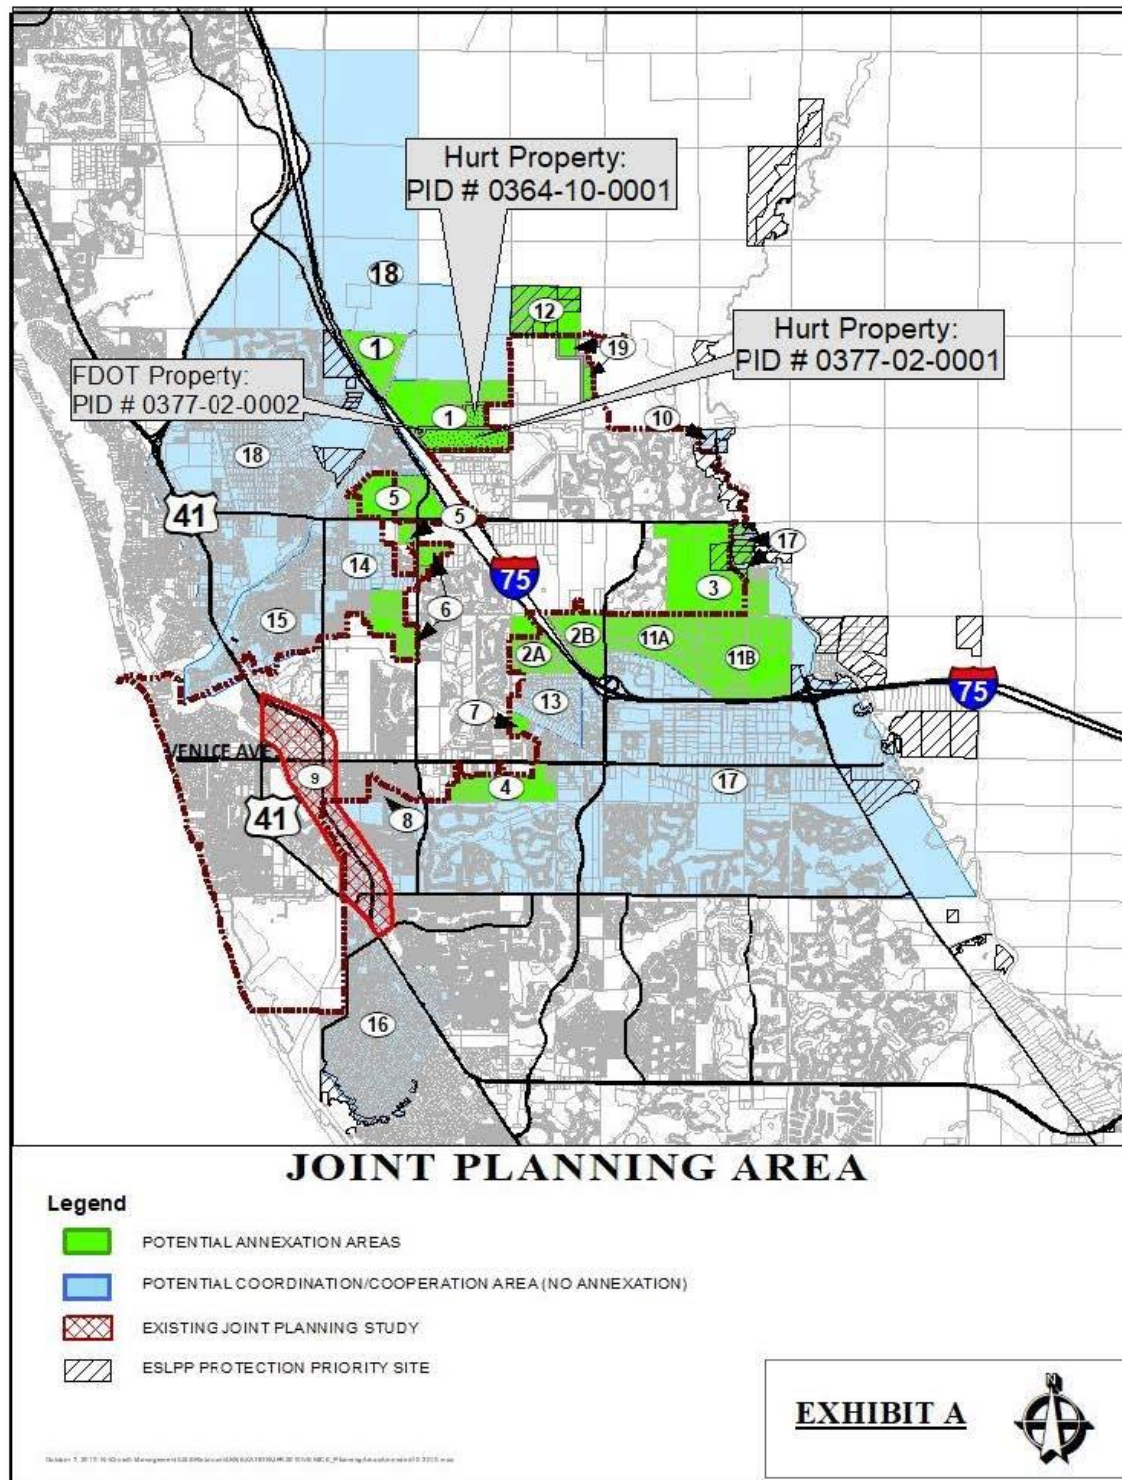 Hurt Property:
PID # 0364-10-0001
18
12
Hurt Property:
PID # 0377-02-0001
1
19
FDOT Property:
PID # 0377-02-0002
1
10
18
5
41
5
17
14
75
3
6
15
2B
11A
2A
11B
13
75
7
VENICE AVE
9
4
17
41
8
16
JOINT PLANNING AREA
Legend
POTENTIAL ANNEXATION AREAS
POTENTIAL COORDINATION/COOPERATION AREA (NO ANNEXATION)
EXISTING JOINT PLANNING STUDY
ESLPP PROTECTION PRIORITY SITE
N
EXHIBIT A